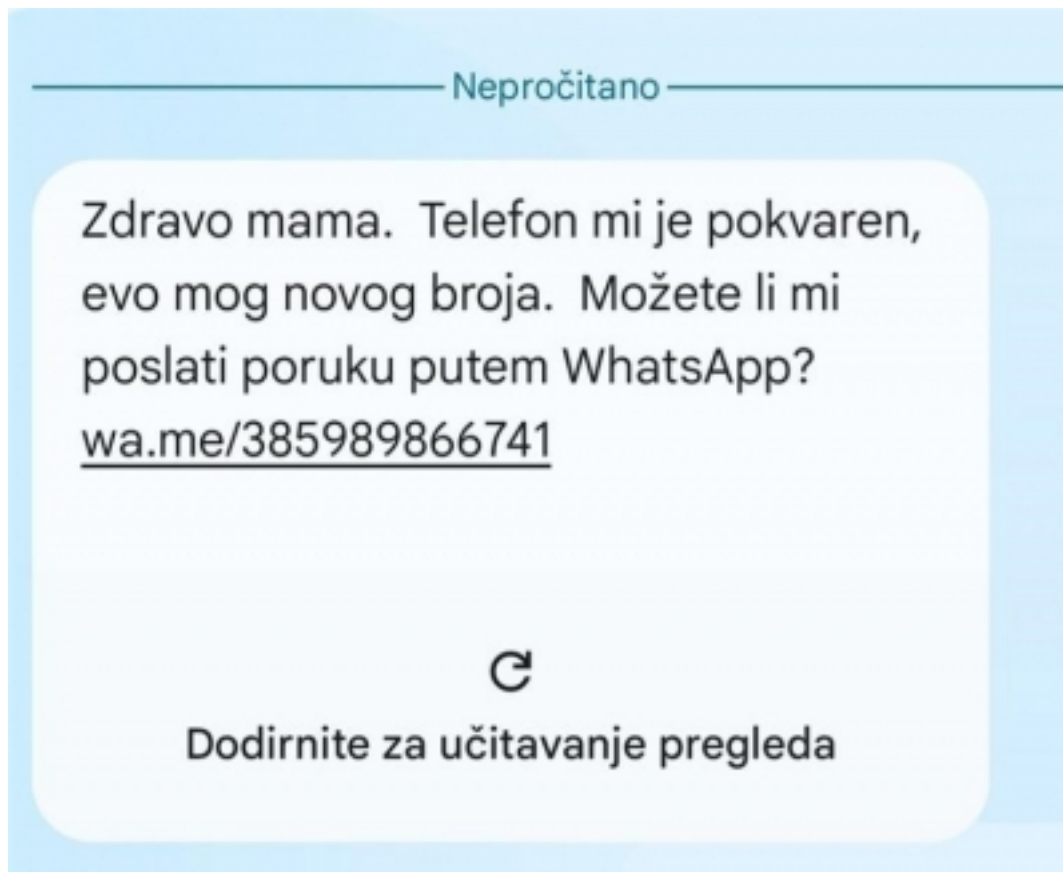 Nepročitano
Zdravo mama.  Telefon mi je pokvaren,
evo mog novog broja.  Možete li mi
poslati poruku putem WhatsApp?
wa.me/385989866741
Dodirnite za učitavanje pregleda